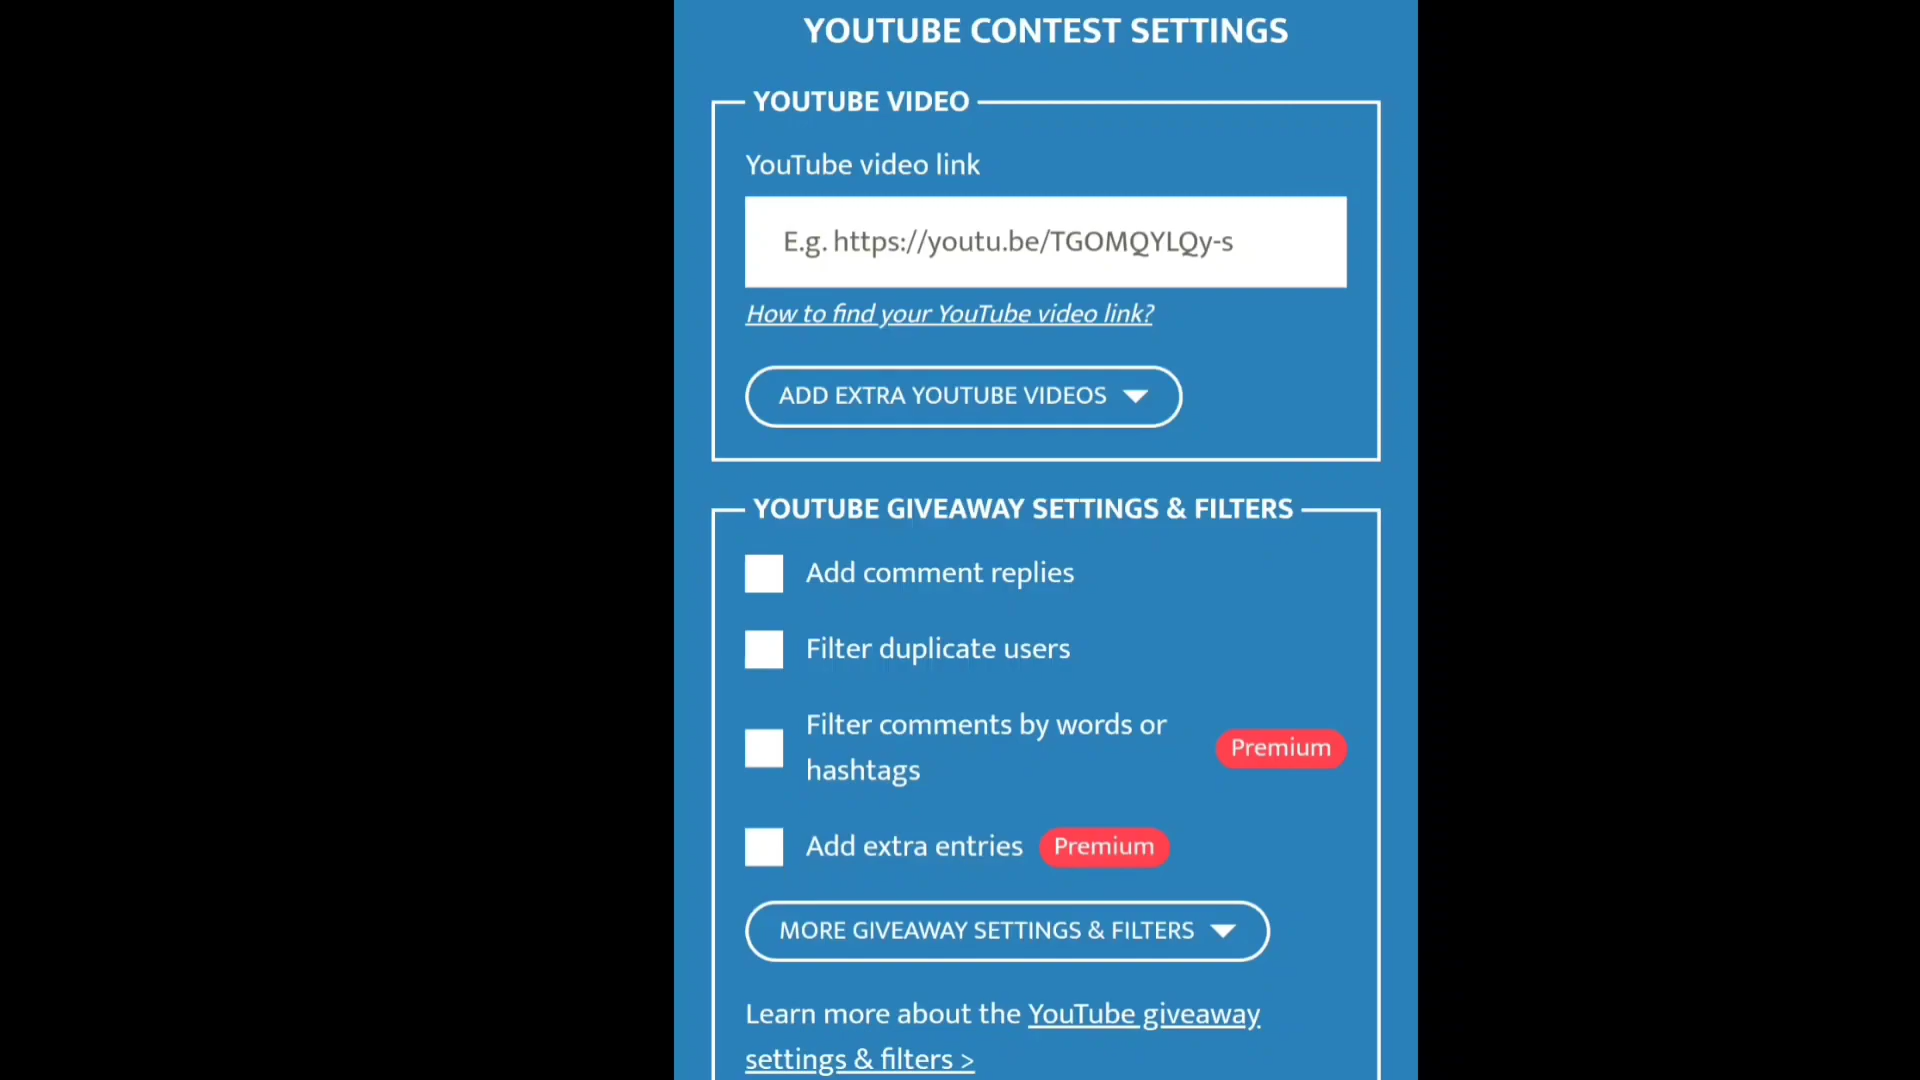 YOUTUBE CONTEST SETTINGS
YOUTUBE VIDEO
YouTube video link
E.g. https://youtu.be/TGOMQYLQy-s
How to find your YouTube video link?
ADD EXTRA YOUTUBE VIDEOS
YOUTUBE GIVEAWAY SETTINGS & FILTERS
Add comment replies
Filter duplicate users
Filter comments by words or
hashtags
Premium
Add extra entries Premium
MORE GIVEAWAY SETTINGS & FILTERS
Learn more about the YouTube giveaway
settings & filters >